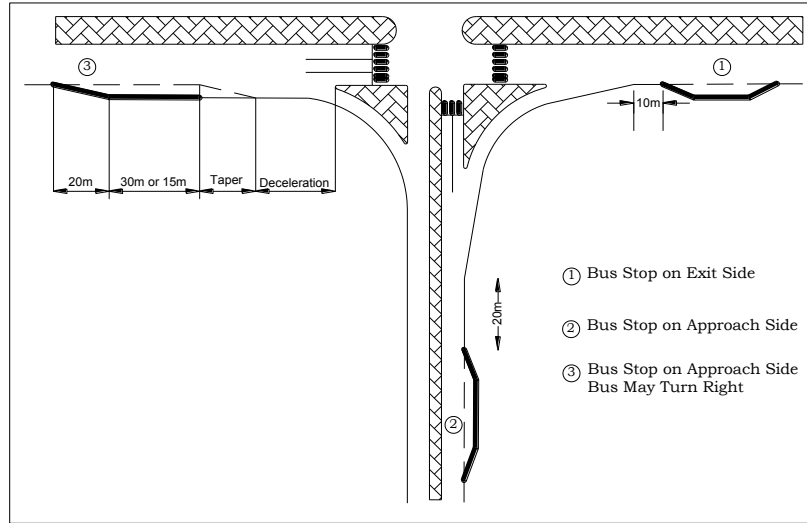 3
1
10m
20m
30m or 15m
Taper
Deceleration
1 Bus Stop on Exit Side
20m
2 Bus Stop on Approach Side
3 Bus Stop on Approach Side
Bus May Turn Right
2